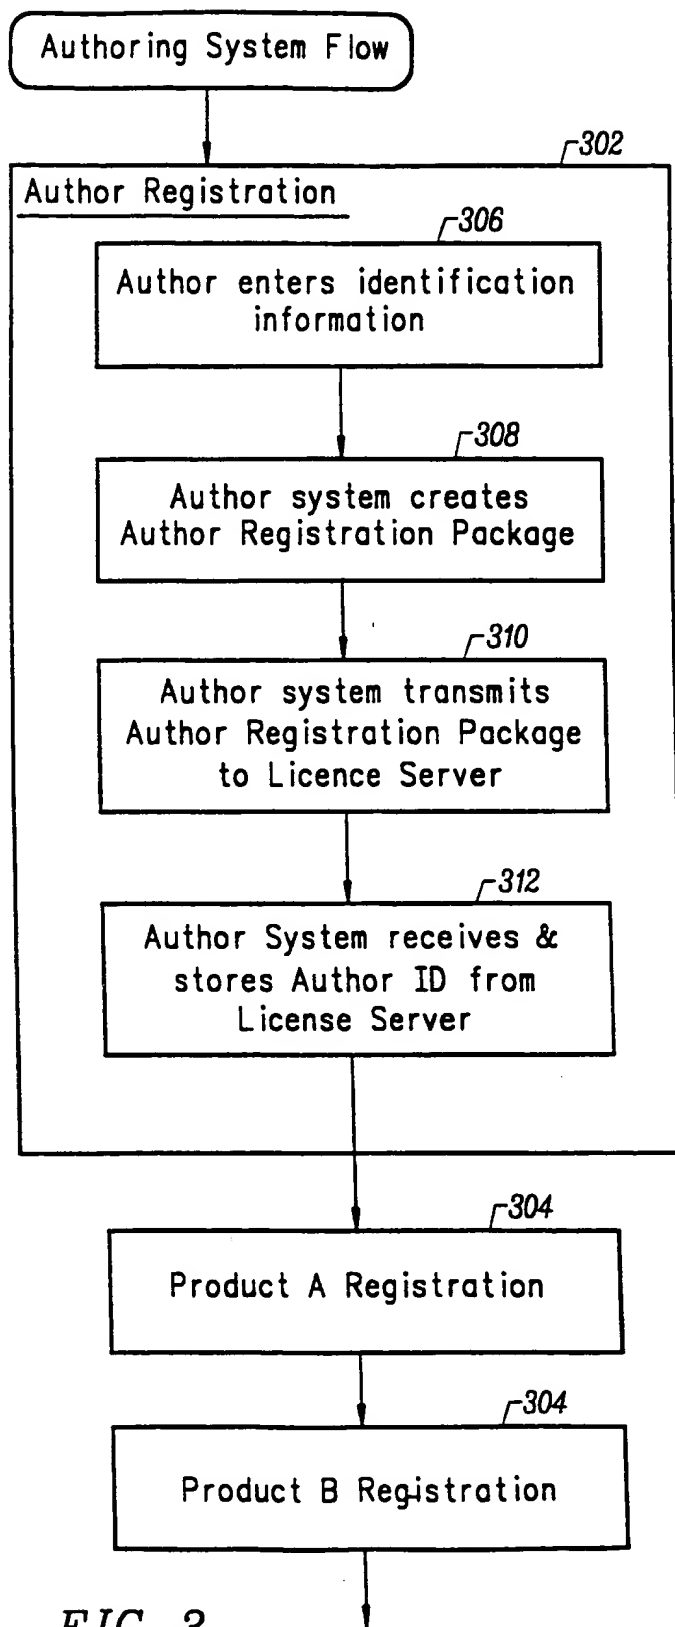 Authoring System Flow
302
Author Registration
306
Author enters identification
information
308
Author system creates
Author Registration Package
310
Author system transmits
Author Registration Package
to Licence Server
312
Author System receives &
stores Author ID from
License Server
304
Product A Registration
304
Product B Registration
FIG. 3